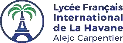 Lycée Français
International
de La Havane
Alejo Carpentier